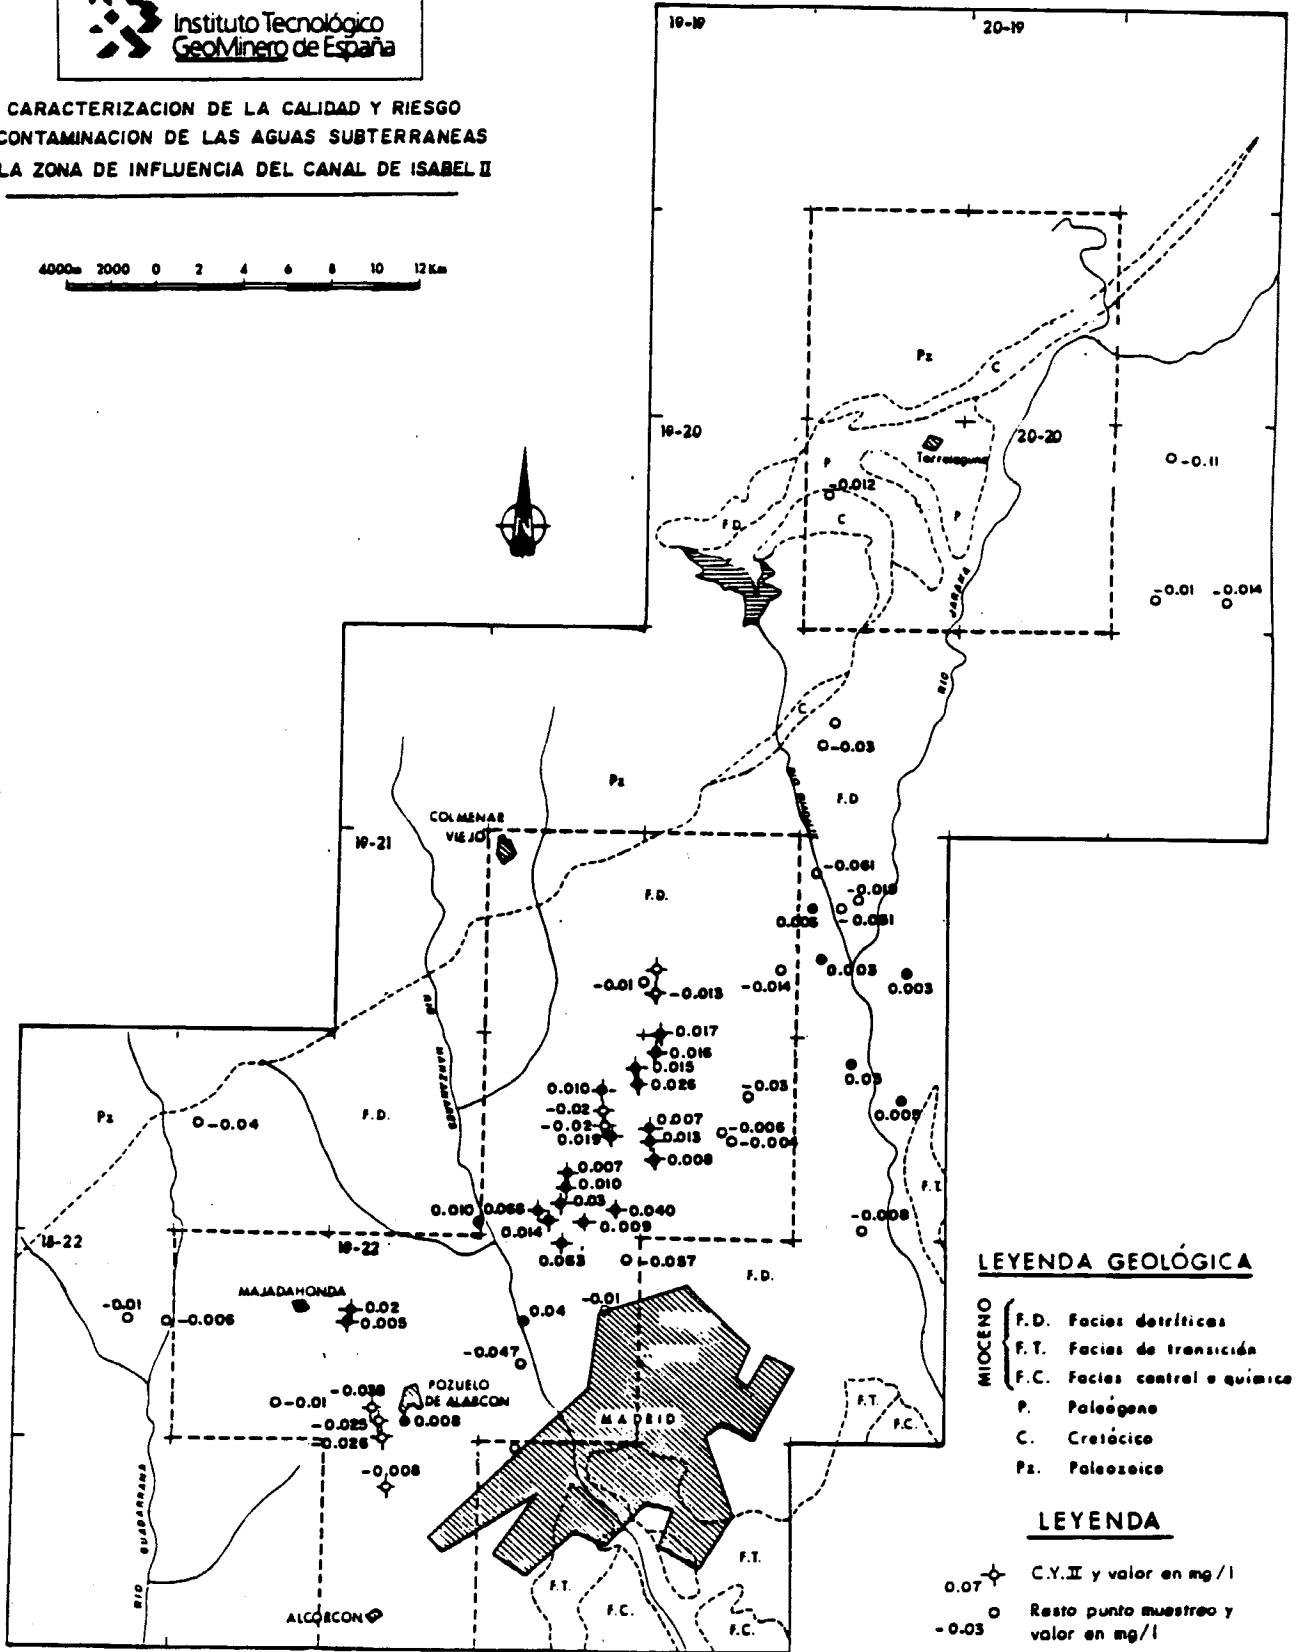 Instituto Tecnológico
GeoMinero de España
CARACTERIZACION DE LA CALIDAD Y RIESGO
CONTAMINACION DE LAS AGUAS SUBTERRANEAS
LA ZONA DE INFLUENCIA DEL CANAL DE ISABEL II
4000m 2000 0 2 4 6 8 10 12 Km
19-19
20-19
Pz
C
19-20
20-20
Torrelaguna
-0.11
P
-0.012
F.D.
C
P
-0.01
-0.014
RIO JARAMA
C
-0.03
Pz
F.D
COLMENAR
VIEJO
19-21
-0.061
F.D.
-0.019
0.005
-0.051
0.003
-0.01
-0.013
-0.014
0.003
RIO
MANZANARES
0.017
0.016
0.015
0.026
0.03
0.010
-0.03
0.005
-0.02
-0.02
0.007
-0.006
0.019
0.013
-0.004
0.008
Pz
-0.04
F.D.
F.T.
0.007
0.010
0.03
0.010
0.068
0.040
0.014
0.009
-0.008
0.063
-0.057
F.D.
18-22
19-22
MAJADAHONDA
-0.01
-0.006
0.02
0.005
0.04
-0.01
-0.047
-0.01
-0.038
POZUELO
DE ALARCON
-0.025
0.008
-0.026
MADRID
F.T.
F.C.
-0.008
RIO GUADARRAMA
F.T.
F.T.
F.C.
F.C.
ALCORCON
LEYENDA GEOLÓGICA
MIOCENO
F.D. Facies detríticas
F.T. Facies de transición
F.C. Facies central o química
P. Paleógeno
C. Cretácico
Pz. Paleozoico
LEYENDA
0.07 C.Y.II y valor en mg/l
-0.03 Resto punto muestreo y
valor en mg/l